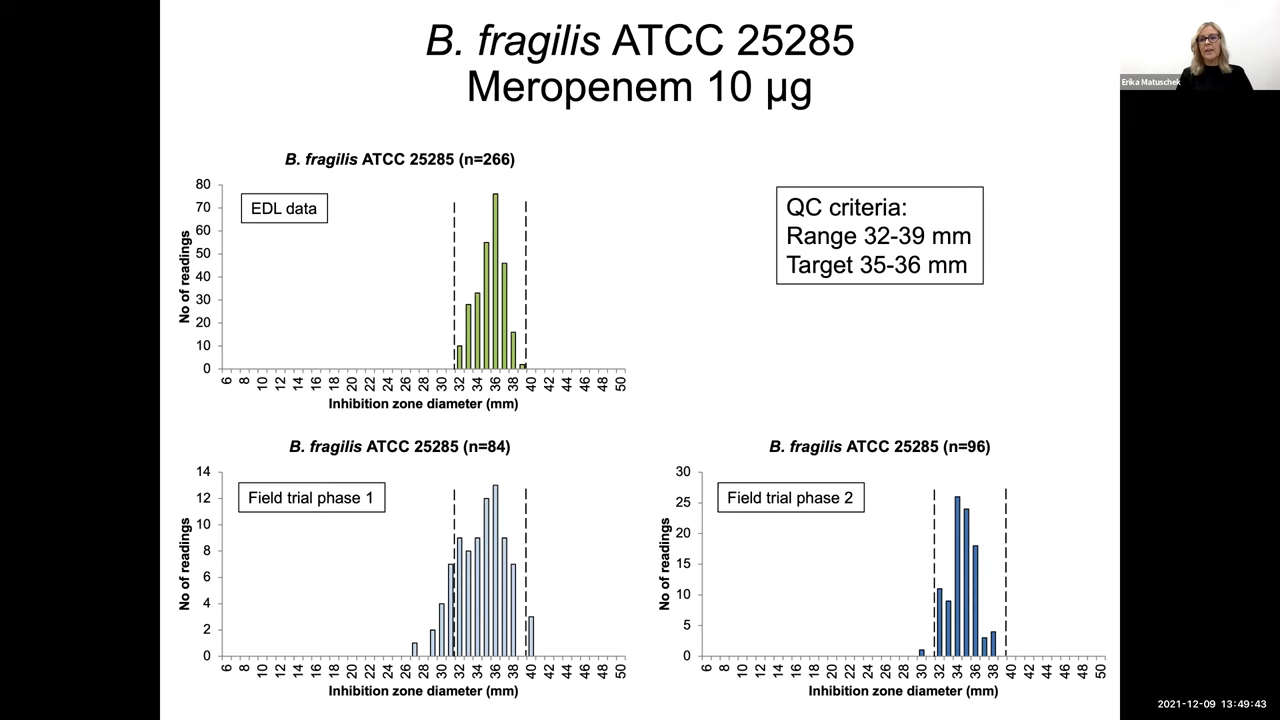 B. fragilis ATCC 25285
Meropenem 10 µg
Erika Matuschek
B. fragilis ATCC 25285 (n=266)
EDL data
No of readings
80
70
60
50
40
30
20
10
0
6 8 10 12 14 16 18 20 22 24 26 28 30 32 34 36 38 40 42 44 46 48 50
Inhibition zone diameter (mm)
QC criteria:
Range 32-39 mm
Target 35-36 mm
B. fragilis ATCC 25285 (n=84)
Field trial phase 1
No of readings
14
12
10
8
6
4
2
0
6 8 10 12 14 16 18 20 22 24 26 28 30 32 34 36 38 40 42 44 46 48 50
Inhibition zone diameter (mm)
B. fragilis ATCC 25285 (n=96)
Field trial phase 2
No of readings
30
25
20
15
10
5
0
6 8 10 12 14 16 18 20 22 24 26 28 30 32 34 36 38 40 42 44 46 48 50
Inhibition zone diameter (mm)
2021-12-09 13:49:43